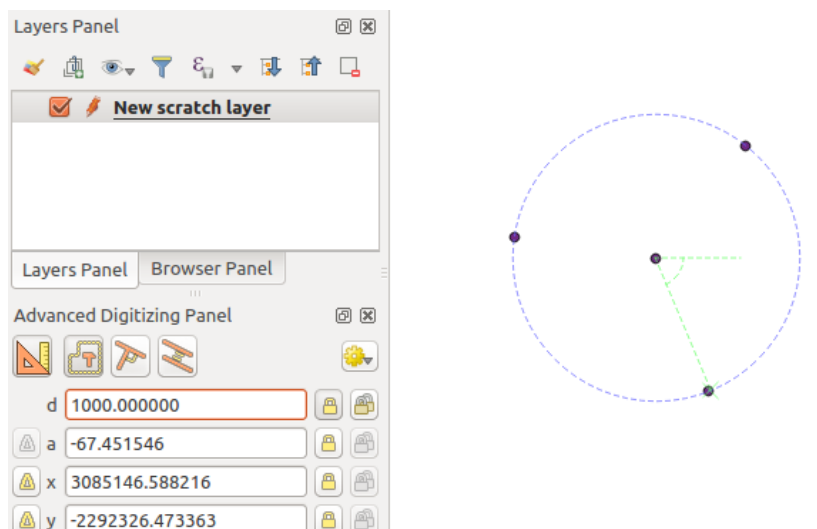 Layers Panel
New scratch layer
Layers Panel Browser Panel
Advanced Digitizing Panel
d 1000.000000
a -67.451546
x 3085146.588216
y -2292326.473363